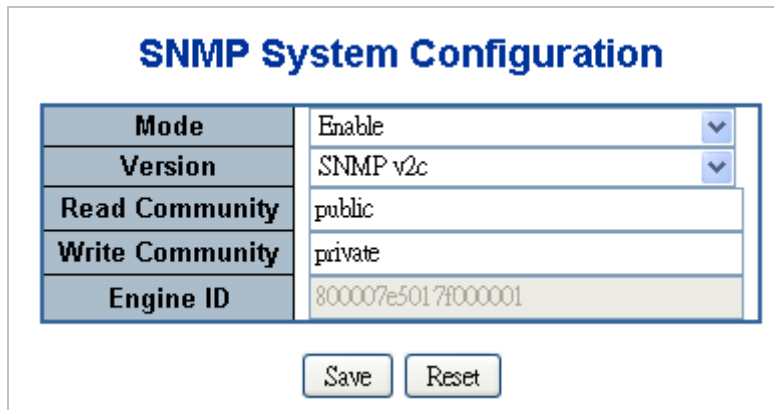 SNMP System Configuration
Mode Enable
Version SNMP v2c
Read Community public
Write Community private
Engine ID 800007e5017f000001
Save Reset